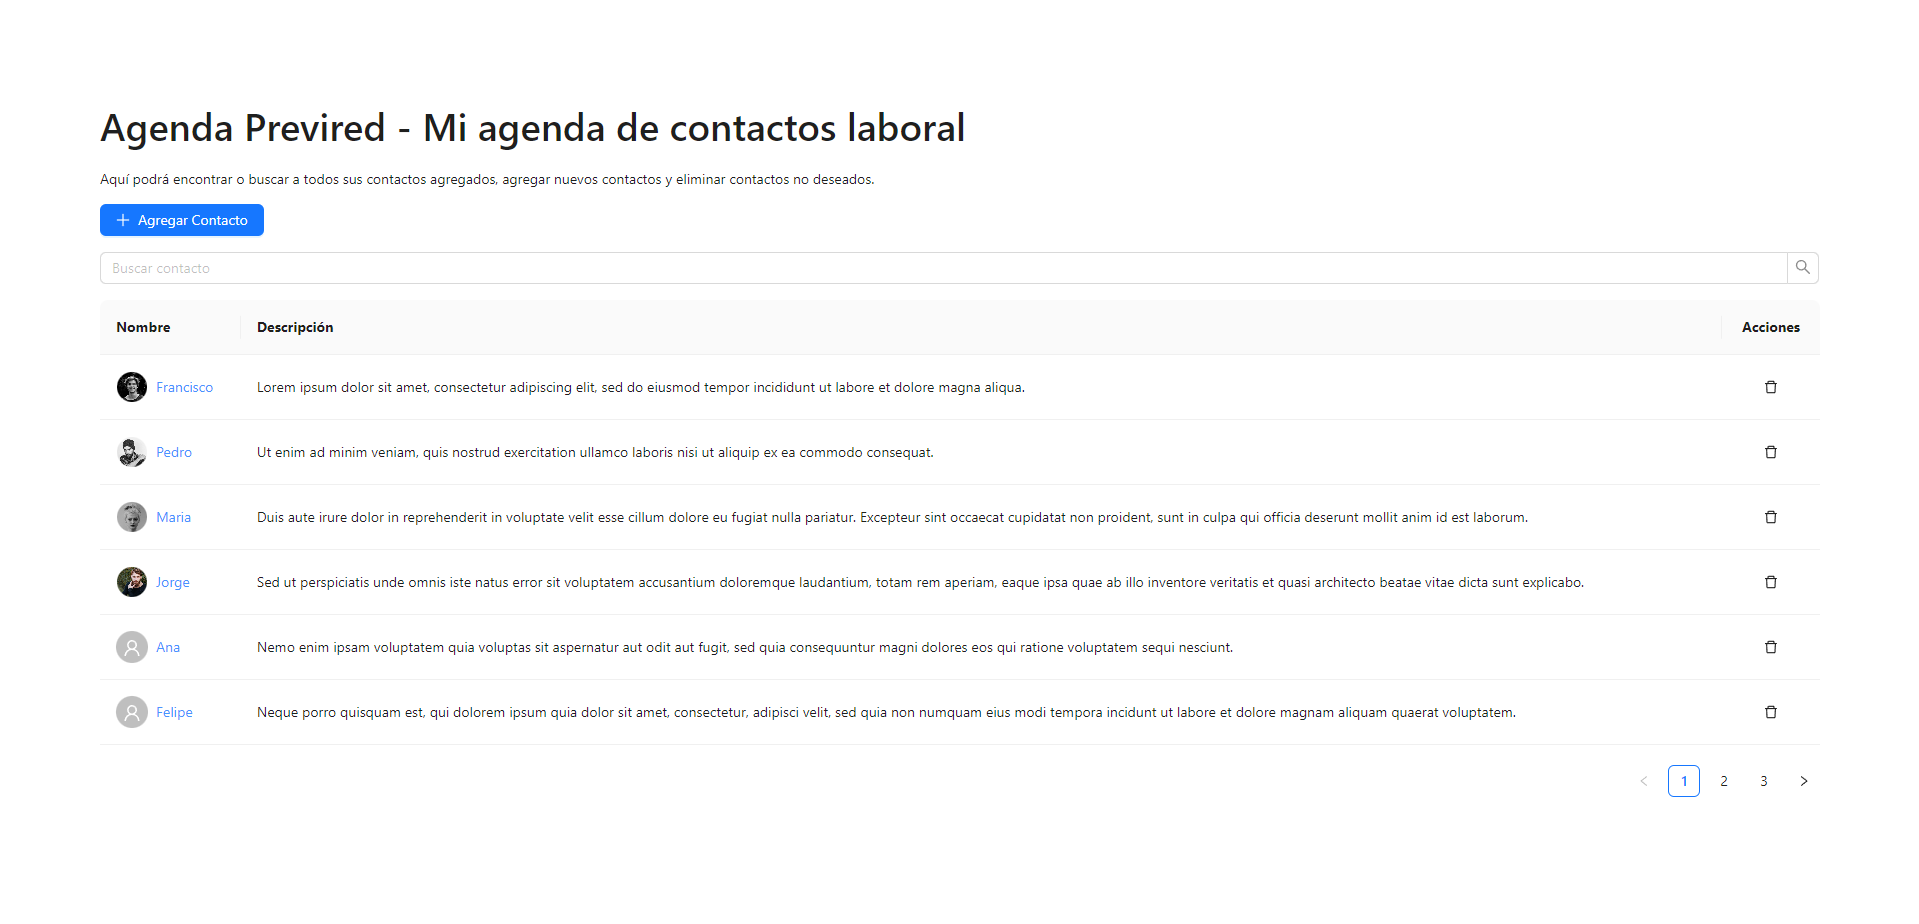 Agenda Previred - Mi agenda de contactos laboral
Aquí podrá encontrar o buscar a todos sus contactos agregados, agregar nuevos contactos y eliminar contactos no deseados.
Agregar Contacto
Buscar contacto
Nombre Descripción Acciones
Francisco Lorem ipsum dolor sit amet, consectetur adipiscing elit, sed do eiusmod tempor incididunt ut labore et dolore magna aliqua.
Pedro Ut enim ad minim veniam, quis nostrud exercitation ullamco laboris nisi ut aliquip ex ea commodo consequat.
Maria Duis aute irure dolor in reprehenderit in voluptate velit esse cillum dolore eu fugiat nulla pariatur. Excepteur sint occaecat cupidatat non proident, sunt in culpa qui officia deserunt mollit anim id est laborum.
Jorge Sed ut perspiciatis unde omnis iste natus error sit voluptatem accusantium doloremque laudantium, totam rem aperiam, eaque ipsa quae ab illo inventore veritatis et quasi architecto beatae vitae dicta sunt explicabo.
Ana Nemo enim ipsam voluptatem quia voluptas sit aspernatur aut odit aut fugit, sed quia consequuntur magni dolores eos qui ratione voluptatem sequi nesciunt.
Felipe Neque porro quisquam est, qui dolorem ipsum quia dolor sit amet, consectetur, adipisci velit, sed quia non numquam eius modi tempora incidunt ut labore et dolore magnam aliquam quaerat voluptatem.
1 2 3